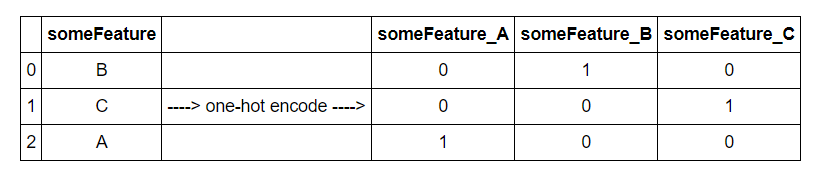 someFeature someFeature_A someFeature_B someFeature_C
0 B 0 1 0
1 C ----> one-hot encode ----> 0 0 1
2 A 1 0 0